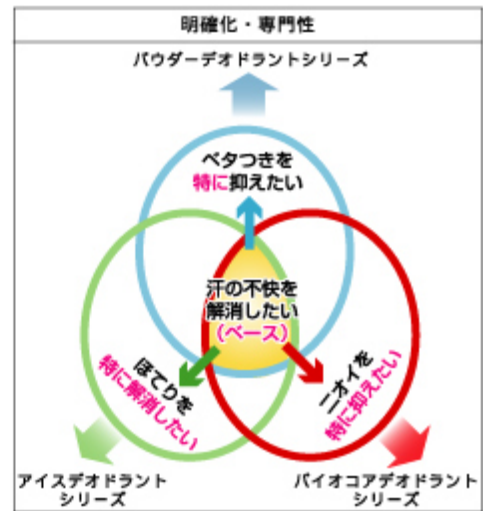 明確化・専門性
パウダーデオドラントシリーズ
ベタつきを
特に抑えたい
汗の不快を
解消したい
(ベース)
ほてりを
特に解消したい
ニオイを
特に抑えたい
アイスデオドラント
シリーズ
バイオコアデオドラント
シリーズ